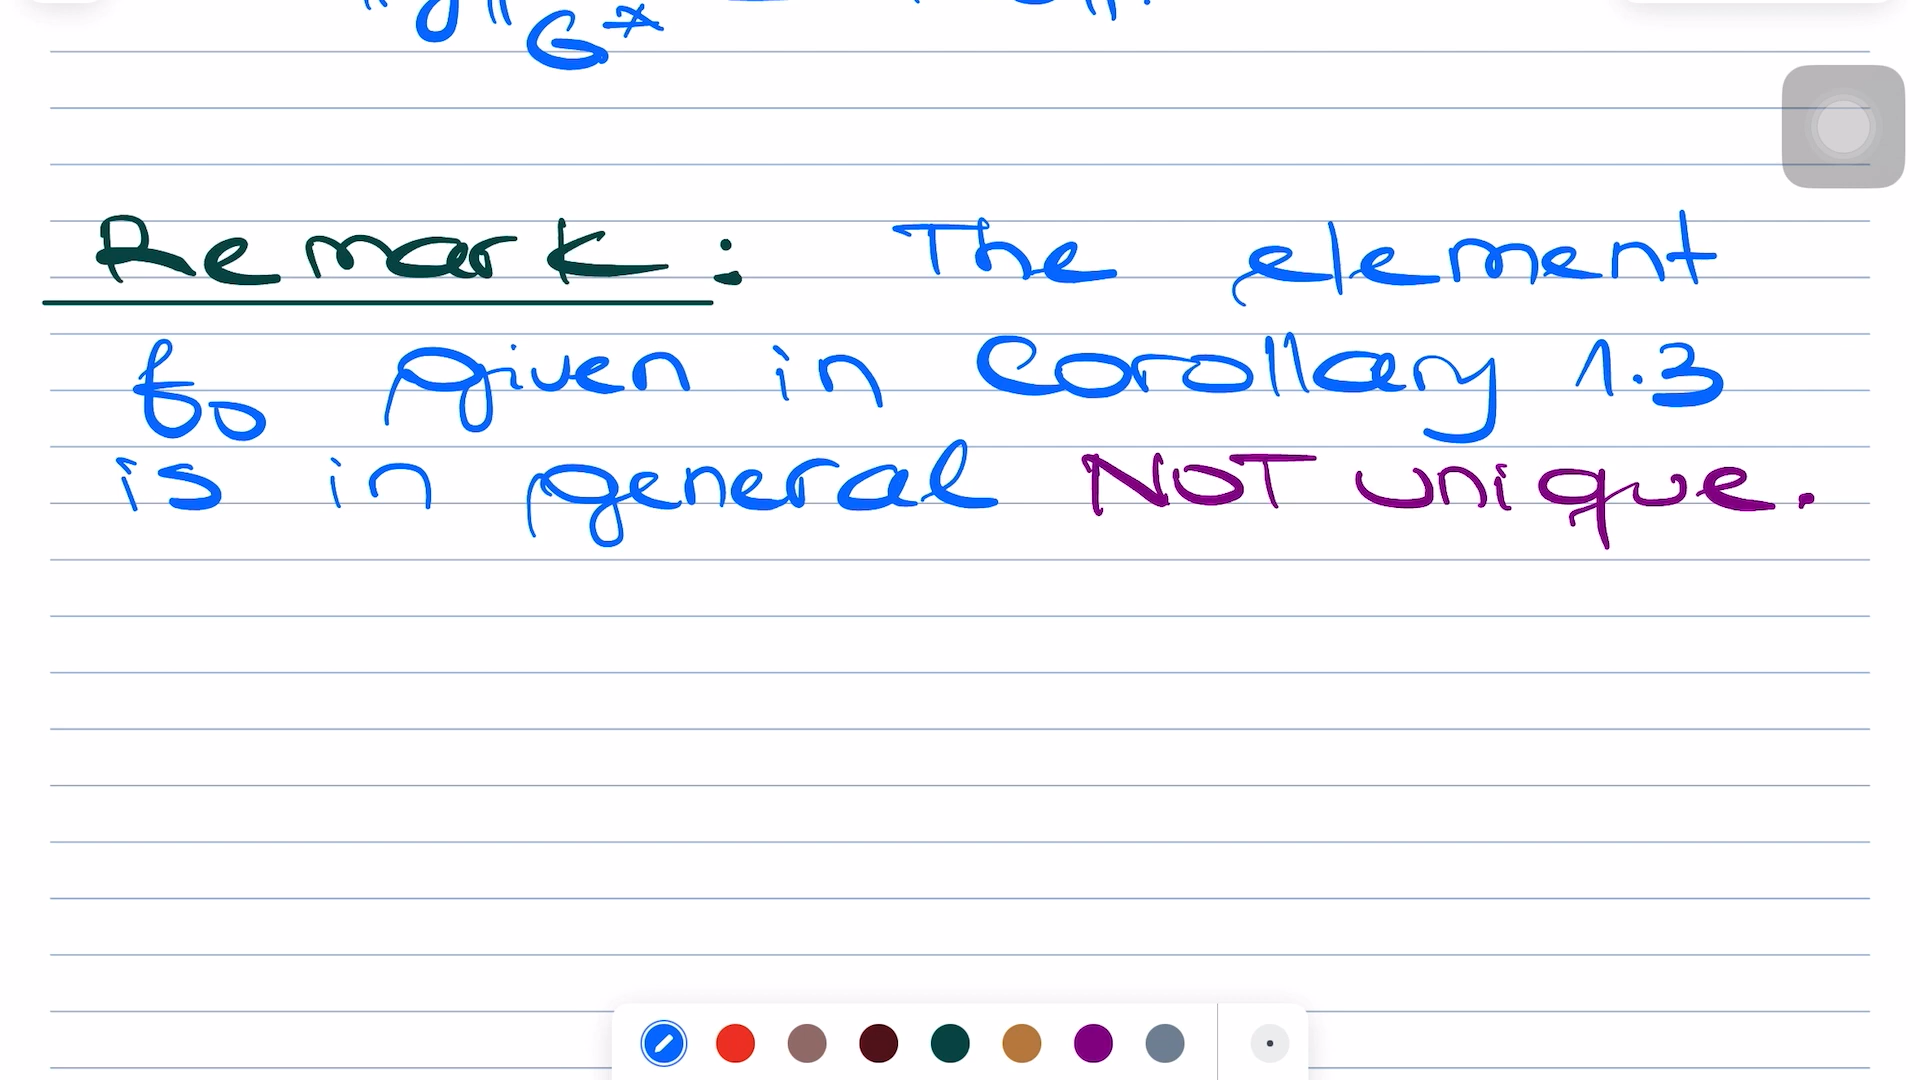 G*
Remark: The element
f0 given in Corollary 1.3
is in general NOT unique.